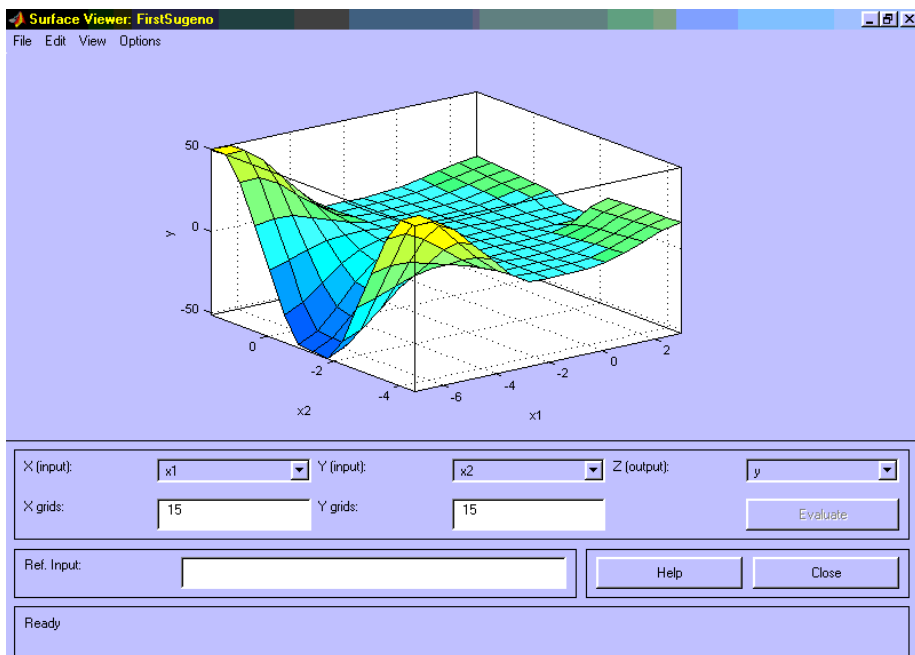 Surface Viewer: FirstSugeno
File Edit View Options
50
0
-50
y
0
-2
-4
x2
-6
-4
-2
0
2
x1
X (input): x1 Y (input): x2 Z (output): y
X grids: 15 Y grids: 15 Evaluate
Ref. Input: Help Close
Ready